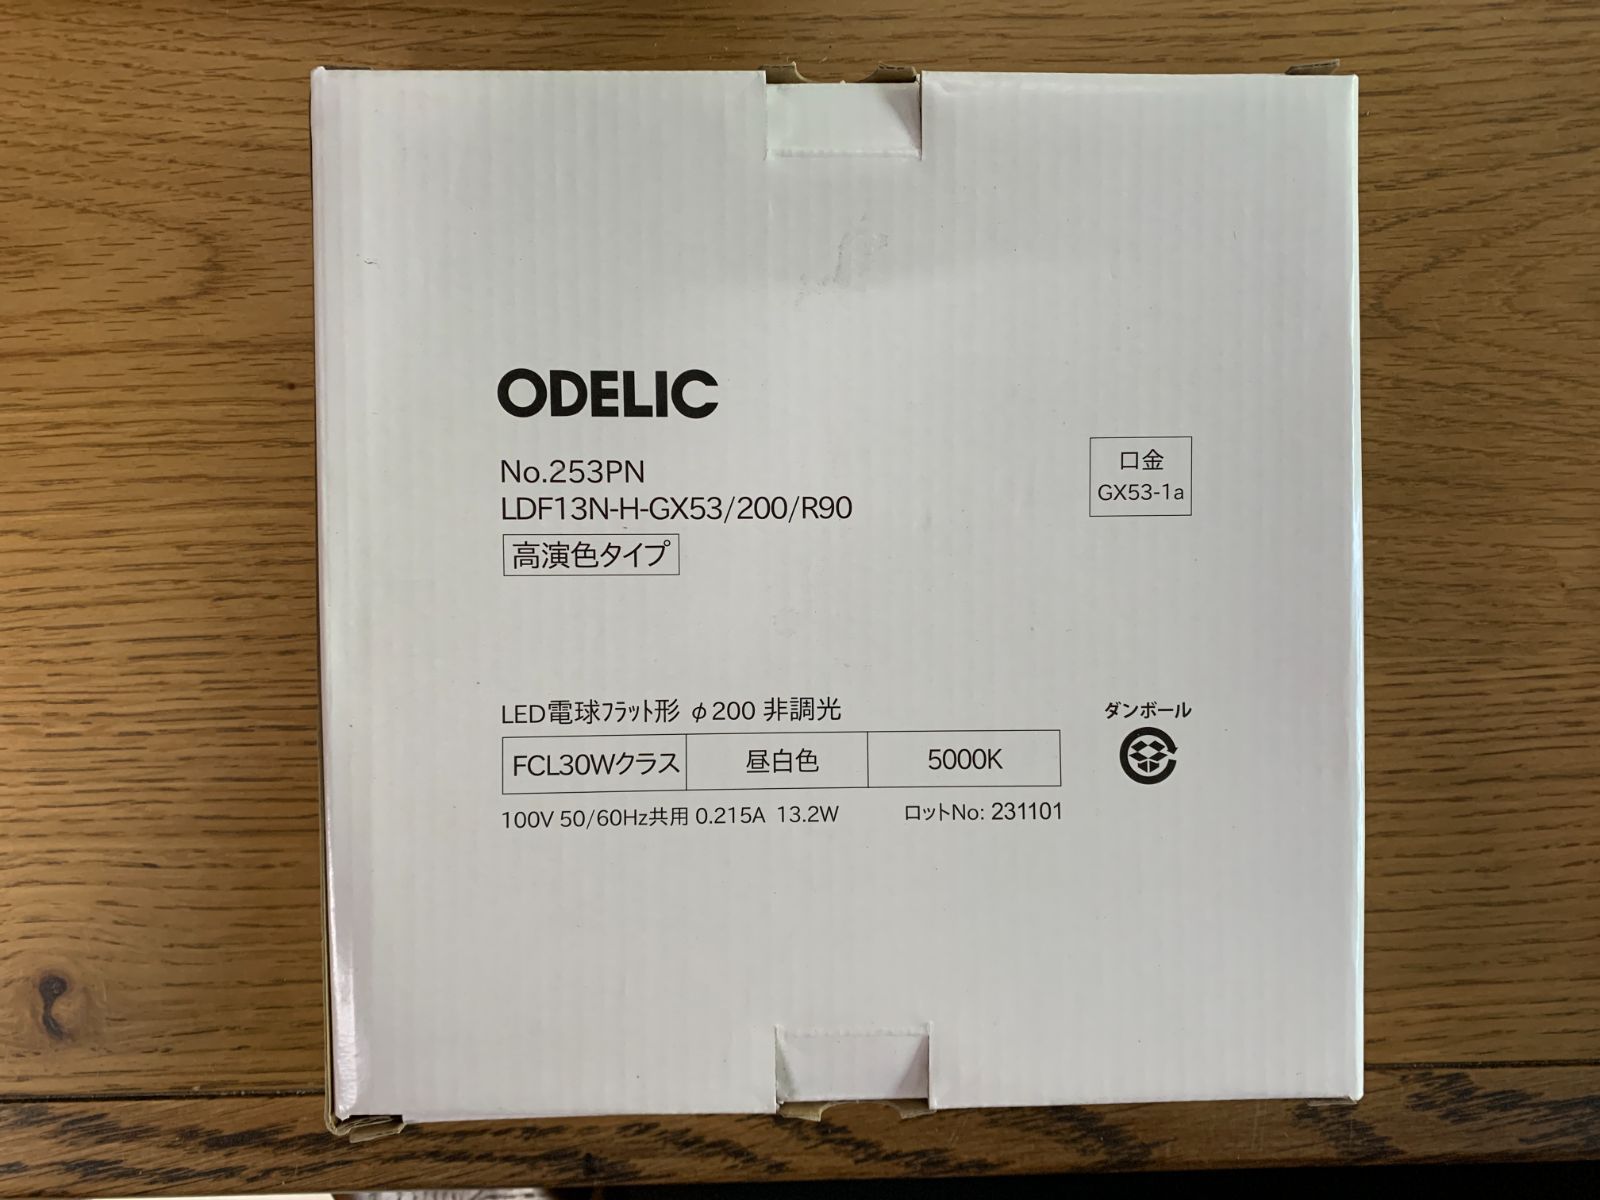 ODELIC
No.253PN
LDF13N-H-GX53/200/R90
高演色タイプ
口金
GX53-1a
LED電球フラット形 φ200 非調光
FCL30Wクラス 昼白色 5000K
100V 50/60Hz共用 0.215A 13.2W ロットNo: 231101
ダンボール